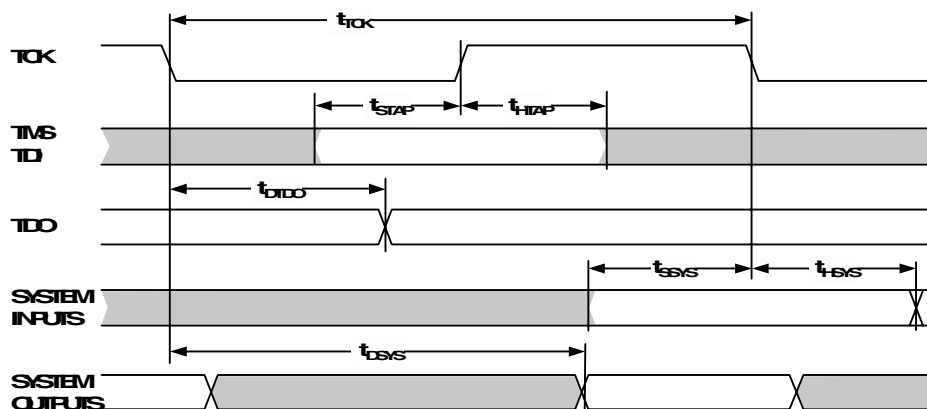 tTCK
TCK
tSTAP
tHTAP
TMS
TDI
tDTDO
TDO
tSSYS
tHSYS
SYSTEM
INPUTS
tDSYS
SYSTEM
OUTPUTS